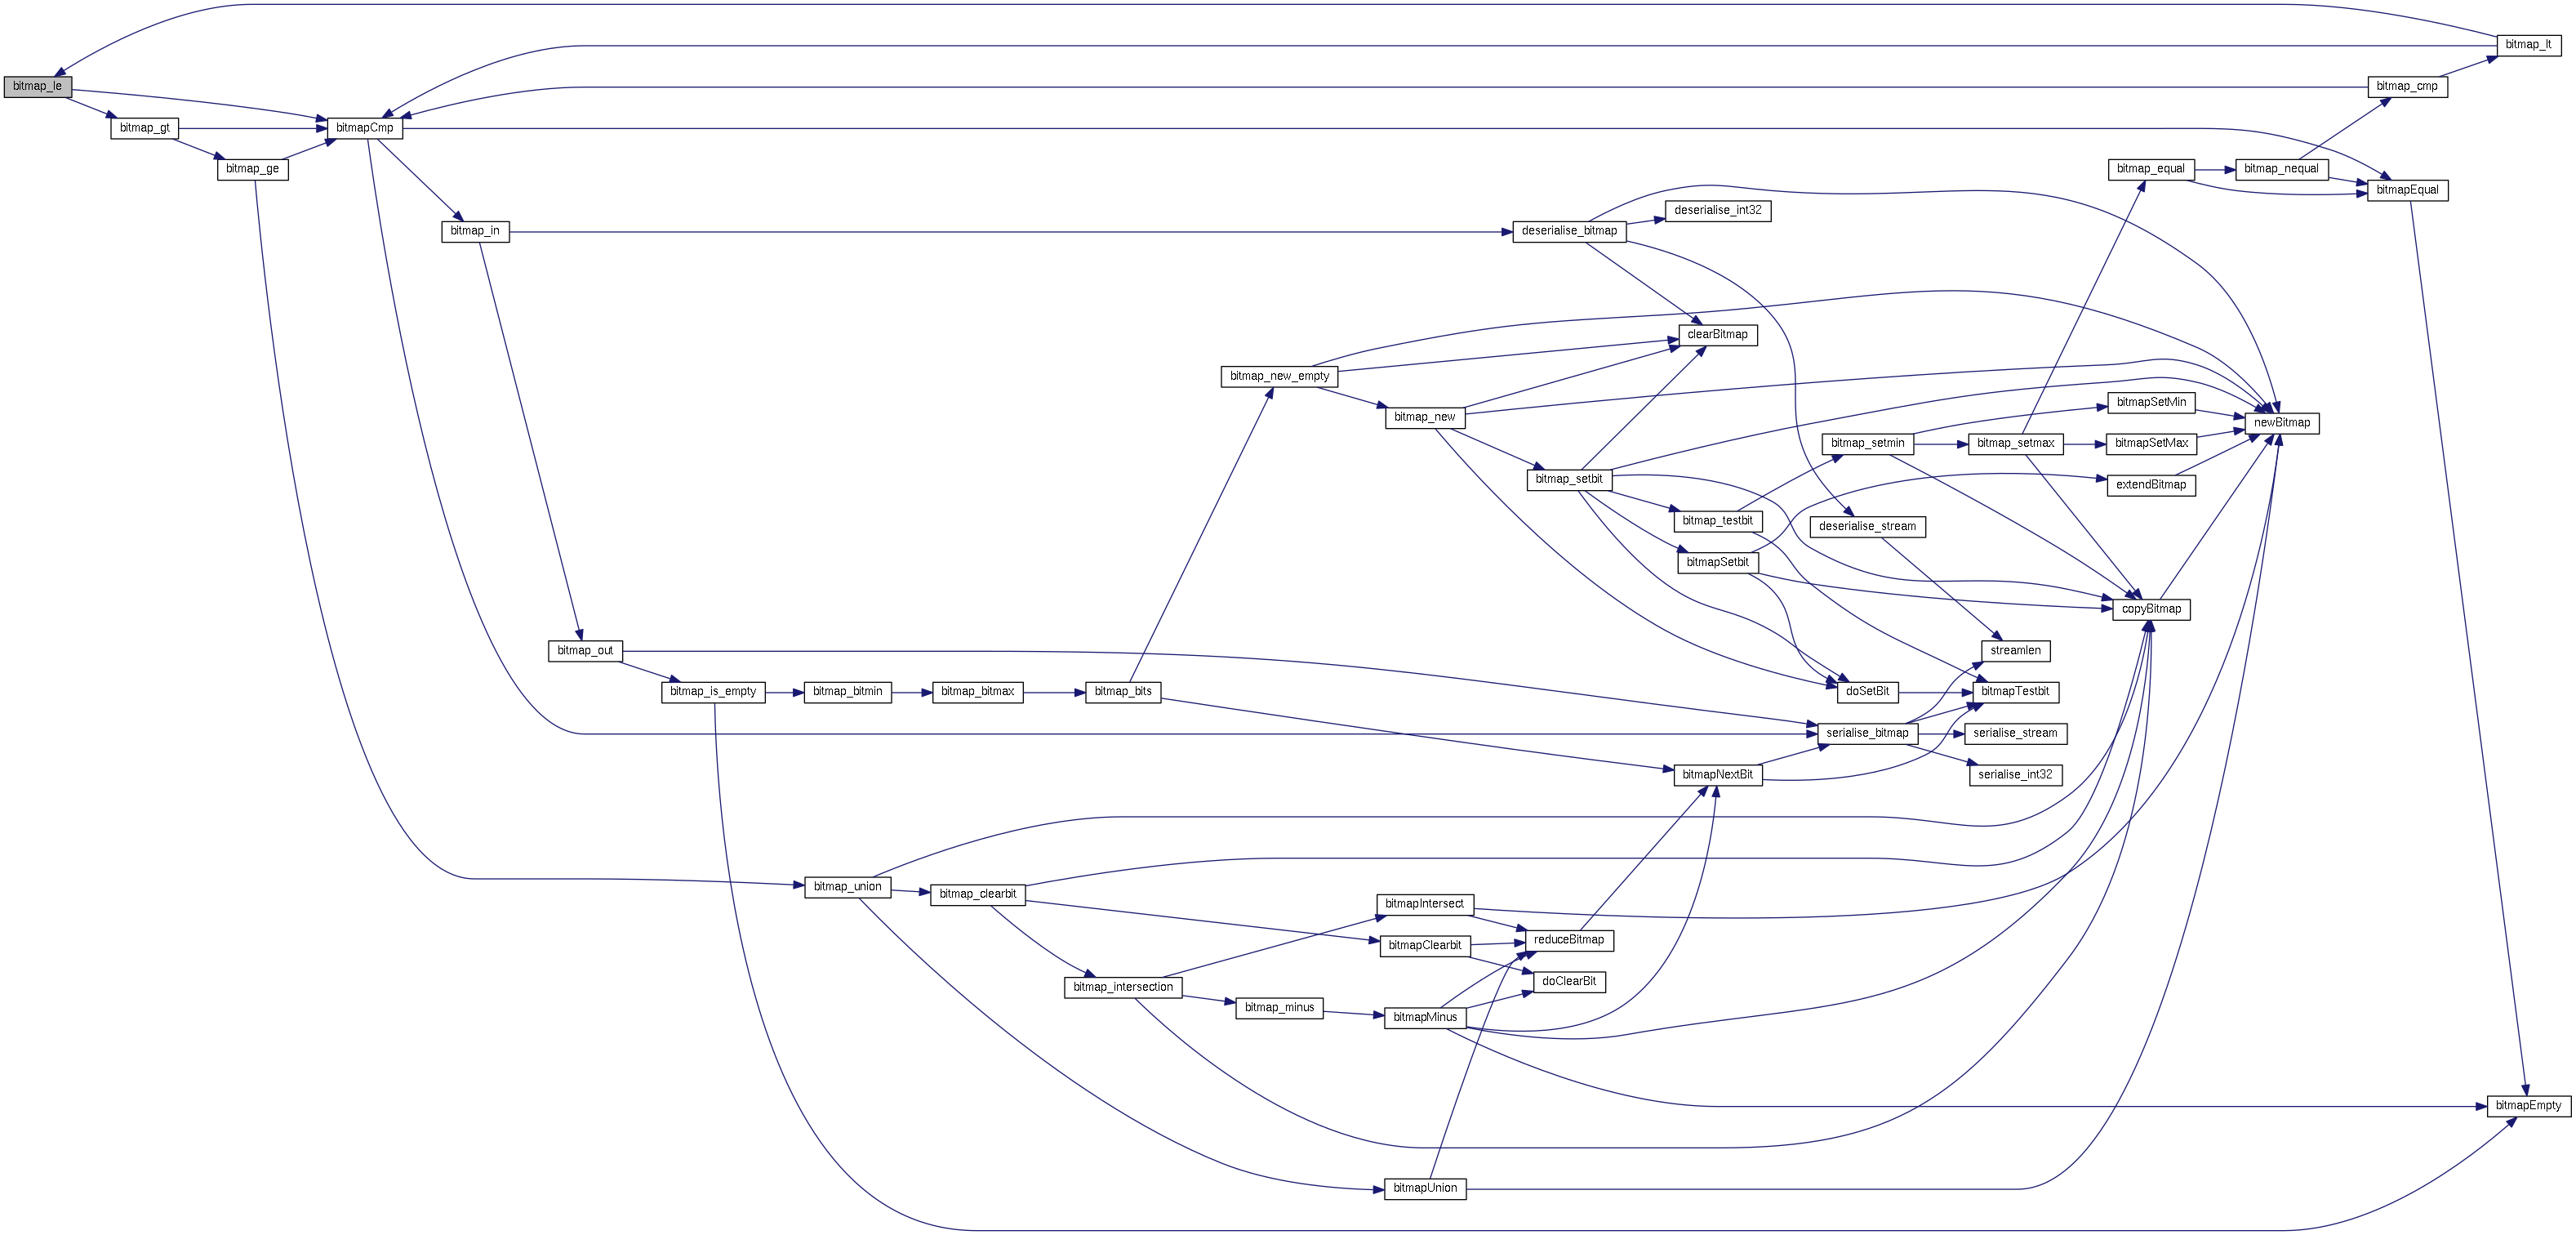 bitmap_lt
bitmap_le
bitmap_cmp
bitmap_gt
bitmapCmp
bitmap_ge
bitmap_equal
bitmap_nequal
bitmapEqual
deserialise_int32
bitmap_in
deserialise_bitmap
clearBitmap
bitmap_new_empty
bitmap_new
bitmapSetMin
newBitmap
bitmap_setmin
bitmap_setmax
bitmapSetMax
bitmap_setbit
extendBitmap
bitmap_testbit
deserialise_stream
bitmapSetbit
copyBitmap
bitmap_out
streamlen
bitmap_is_empty
bitmap_bitmin
bitmap_bitmax
bitmap_bits
doSetBit
bitmapTestbit
serialise_bitmap
serialise_stream
bitmapNextBit
serialise_int32
bitmap_union
bitmap_clearbit
bitmapIntersect
bitmapClearbit
reduceBitmap
doClearBit
bitmap_intersection
bitmap_minus
bitmapMinus
bitmapEmpty
bitmapUnion